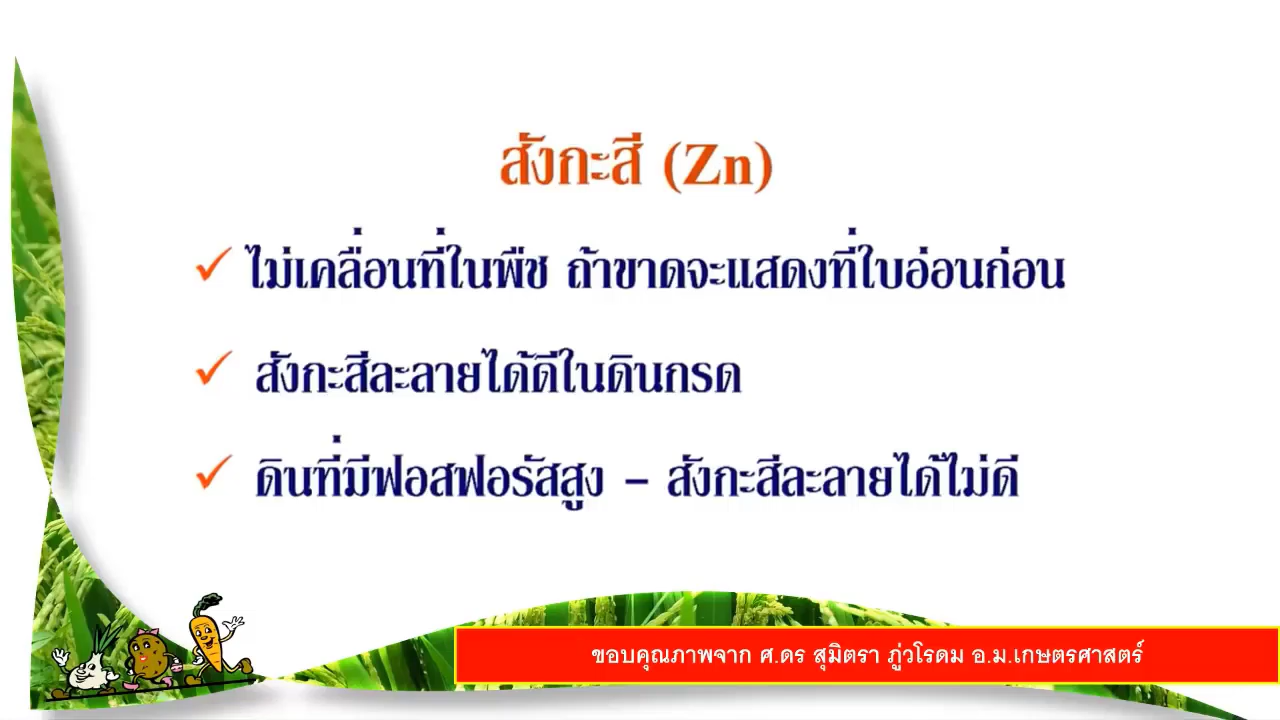 สังกะสี (Zn)
✓ ไม่เคลื่อนที่ในพืช ถ้าขาดจะแสดงที่ใบอ่อนก่อน
✓ สังกะสีละลายได้ดีในดินกรด
✓ ดินที่มีฟอสฟอรัสสูง – สังกะสีละลายได้ไม่ดี
ขอบคุณภาพจาก ศ.ดร สุมิตรา ภู่วโรดม อ.ม.เกษตรศาสตร์